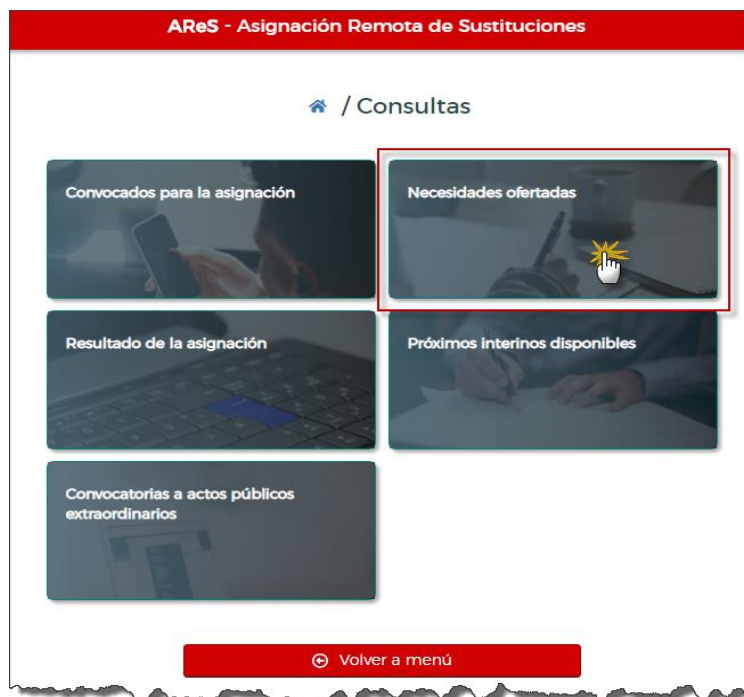 AReS - Asignación Remota de Sustituciones
/ Consultas
Convocados para la asignación
Necesidades ofertadas
Resultado de la asignación
Próximos interinos disponibles
Convocatorias a actos públicos
extraordinarios
Volver a menú